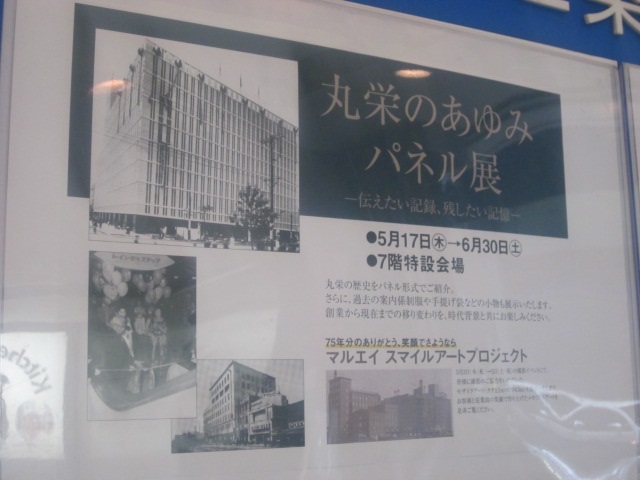 丸栄のあゆみ
パネル展
—伝えたい記録、残したい記憶—
●5月17日㊍→6月30日㊏
●7階特設会場
丸栄の歴史をパネル形式でご紹介。
さらに、過去の案内係制服や手提げ袋などの小物も展示いたします。
創業から現在までの移り変わりを、時代背景と共にお楽しみください。
75年分のありがとう。笑顔でさようなら
マルエイ スマイルアートプロジェクト
Kitche